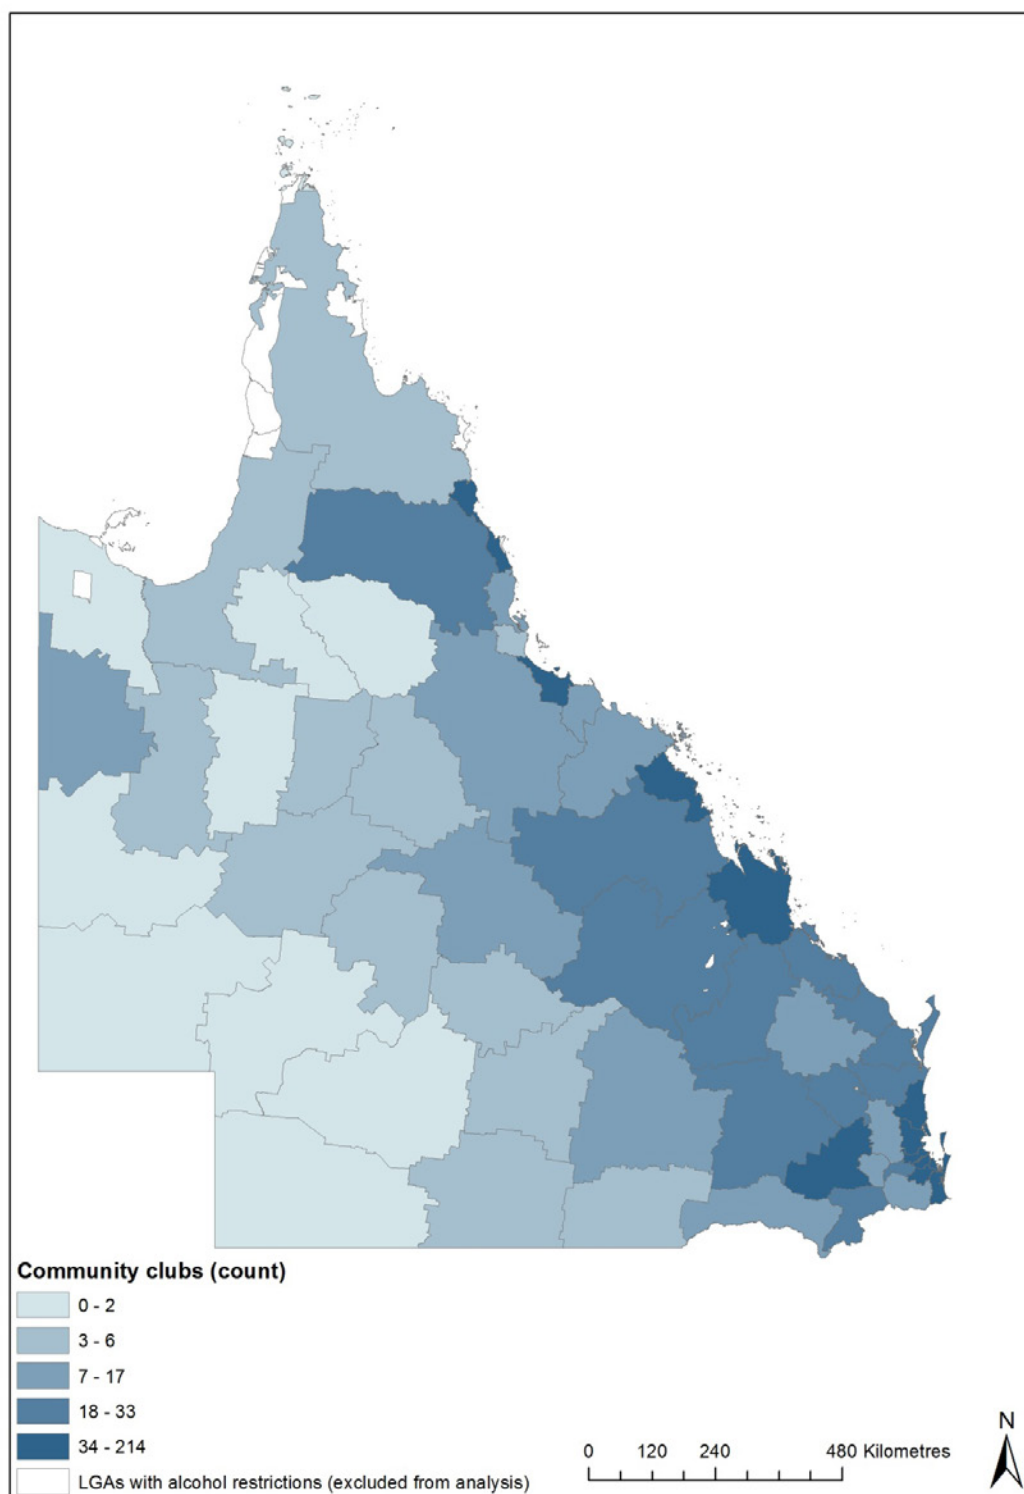 Community clubs (count)
0 - 2
3 - 6
7 - 17
18 - 33
34 - 214
LGAs with alcohol restrictions (excluded from analysis)
0 120 240 480 Kilometres
N